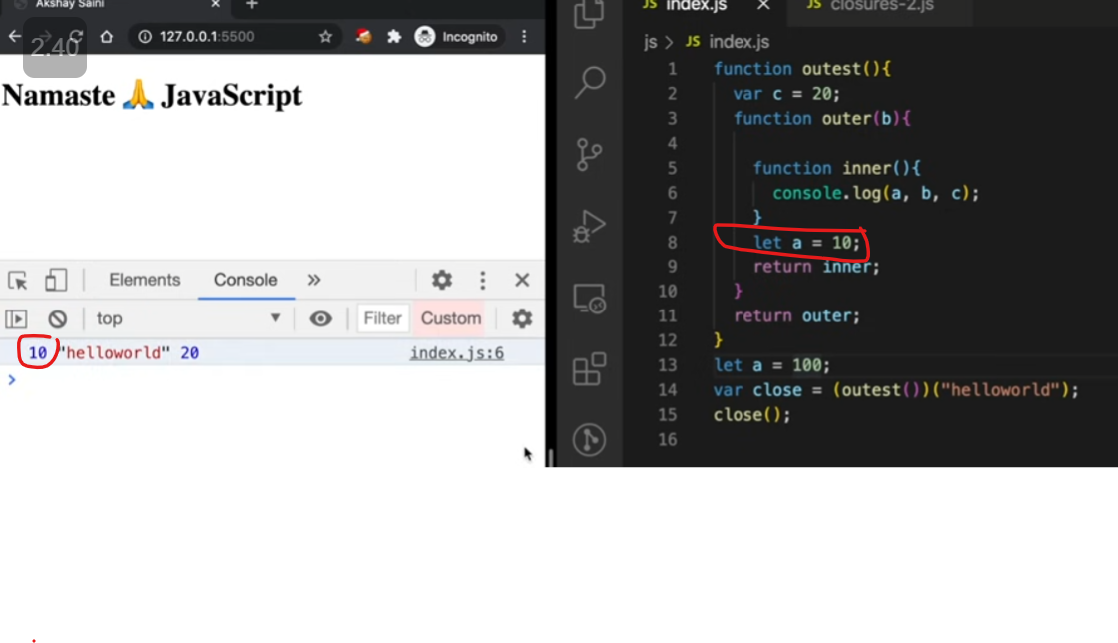 Akshay Saini
2.40
127.0.0.1:5500
Incognito
Namaste 🙏 JavaScript
Elements Console
top
Filter
Custom
10 "helloworld" 20 index.js:6
JS index.js
JS closures-2.js
js > JS index.js
1 function outest(){
2 var c = 20;
3 function outer(b){
4
5 function inner(){
6 console.log(a, b, c);
7 }
8 let a = 10;
9 return inner;
10 }
11 return outer;
12 }
13 let a = 100;
14 var close = (outest())("helloworld");
15 close();
16